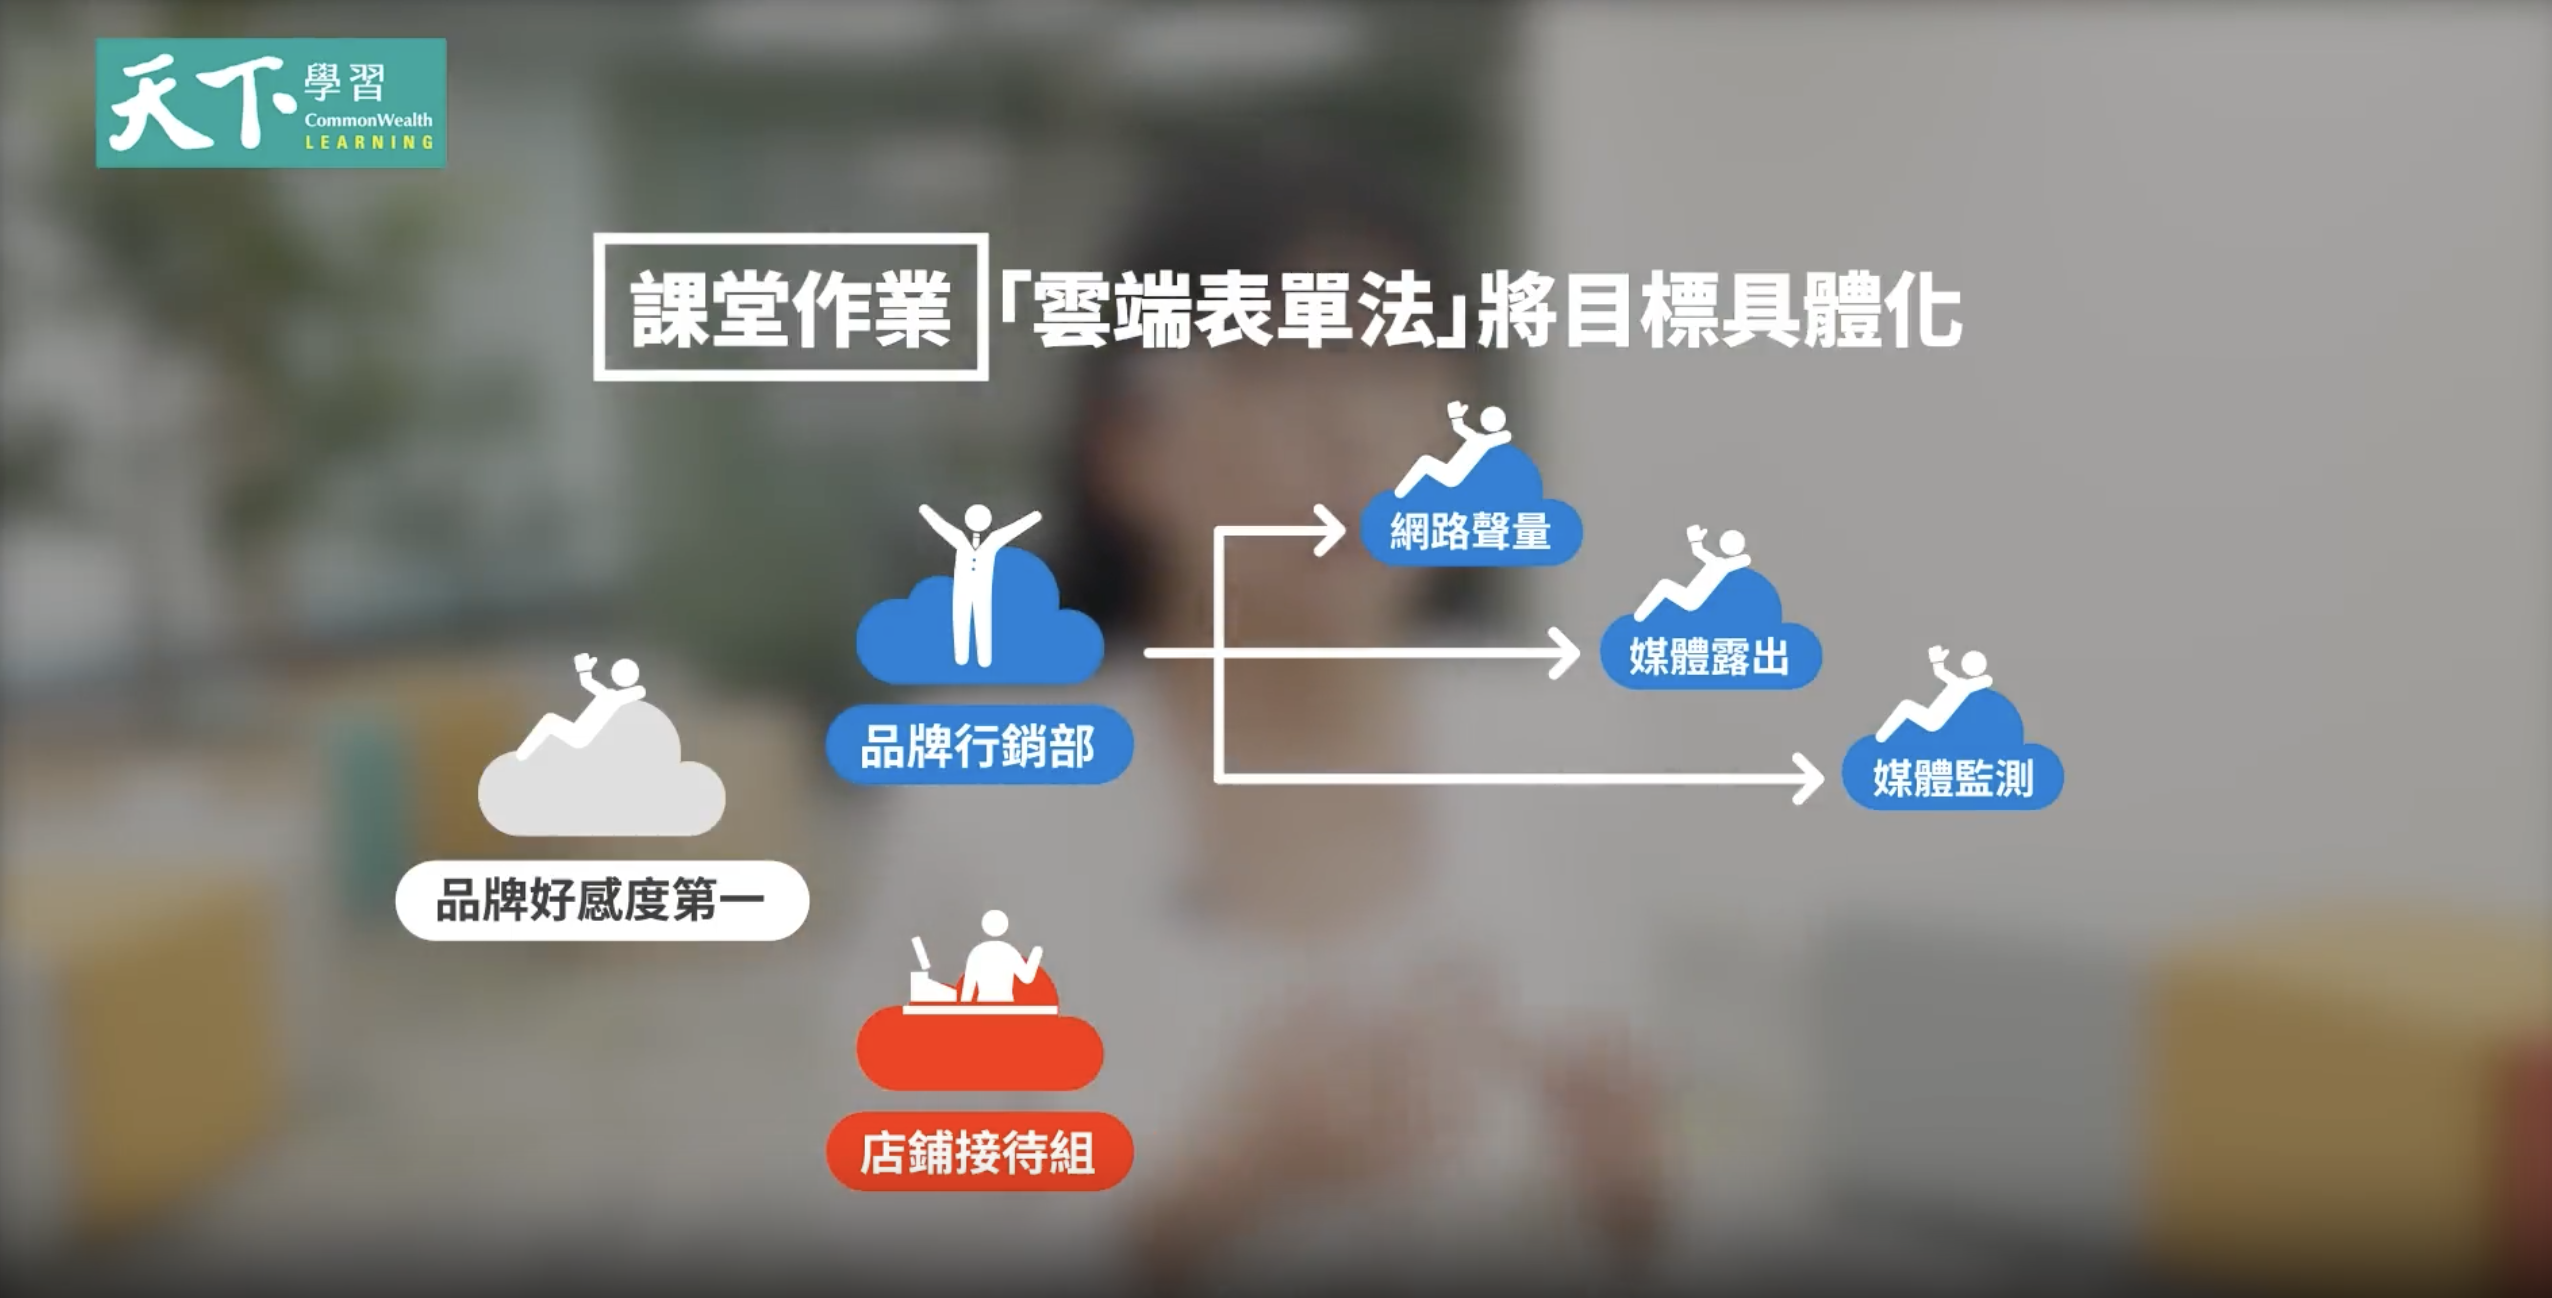 天下學習
CommonWealth
LEARNING
課堂作業「雲端表單法」將目標具體化
網路聲量
媒體露出
品牌行銷部
媒體監測
品牌好感度第一
店鋪接待組